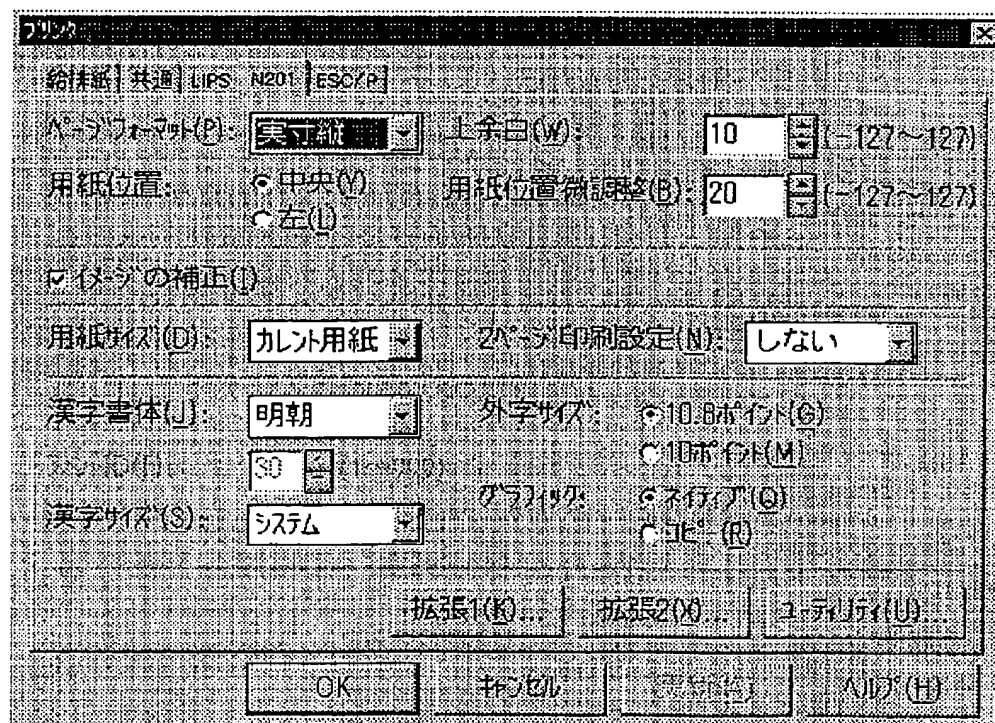 プリンタ
給排紙 共通 LIPS N201 ESC/P
ページフォーマット(P): 実寸縦 上余白(W): 10 (-127～127)
用紙位置: 中央(Y) 用紙位置微調整(B): 20 (-127～127)
左(L)
イメージの補正(I)
用紙サイズ(D): カレント用紙 2ページ印刷設定(N): しない
漢字書体(J): 明朝 外字サイズ: 10.8ポイント(G)
30 10ポイント(M)
漢字サイズ(S): システム グラフィック: ネイティブ(Q)
コピー(R)
拡張1(K)... 拡張2(X)... ユーティリティ(U)...
OK キャンセル ヘルプ(H)